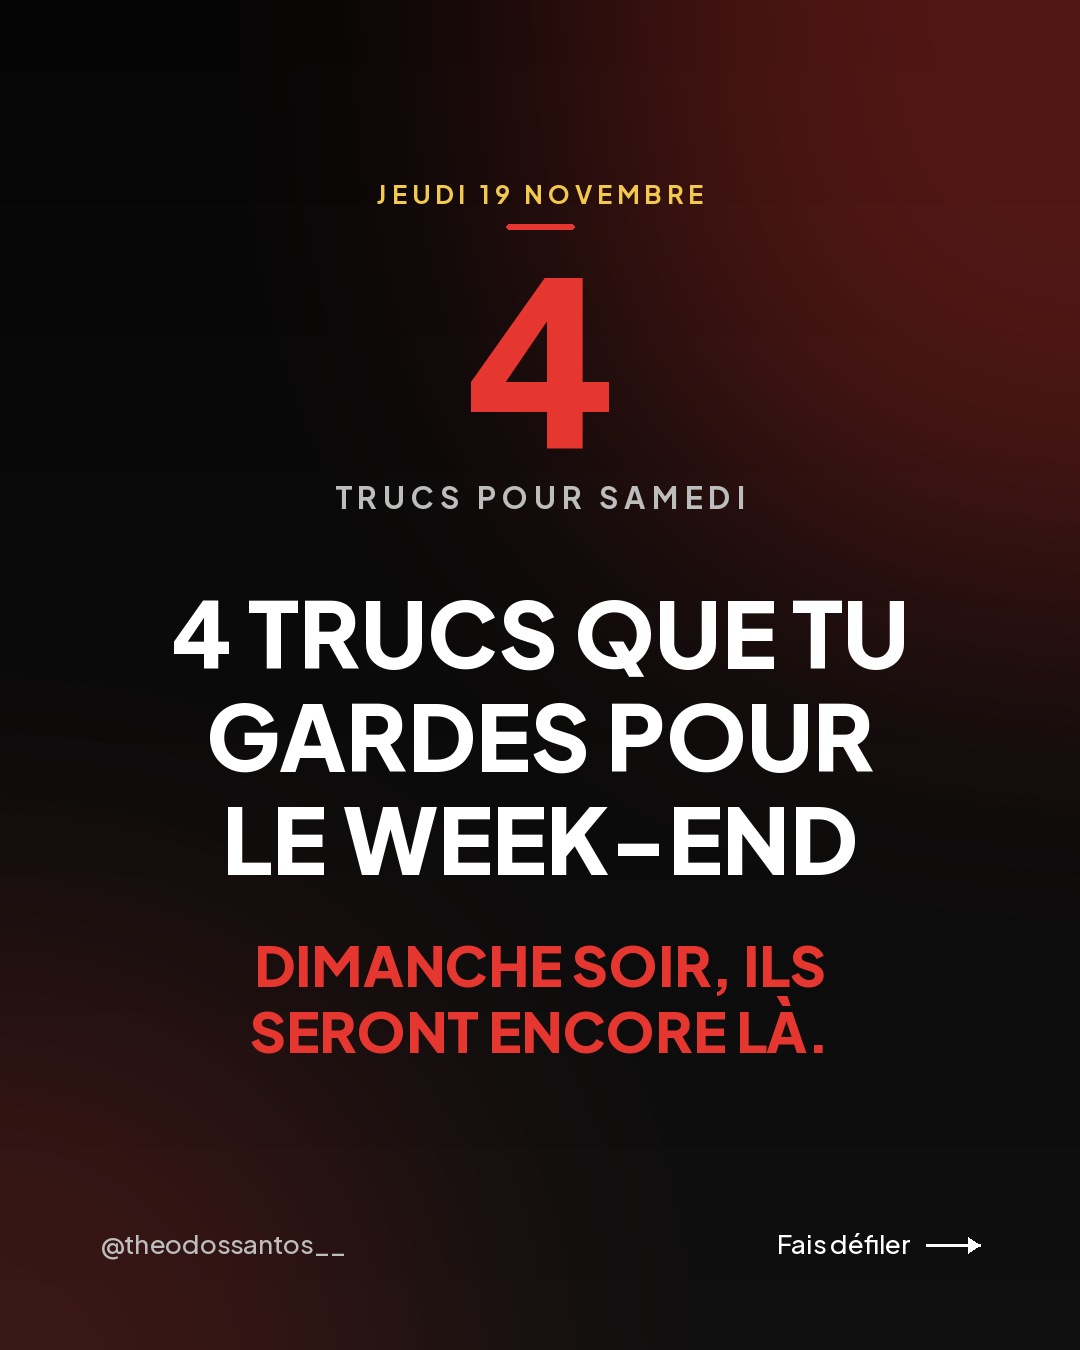 JEUDI 19 NOVEMBRE
4
TRUCS POUR SAMEDI
4 TRUCS QUE TU
GARDES POUR
LE WEEK-END
DIMANCHE SOIR, ILS
SERONT ENCORE LÀ.
@theodossantos__
Fais défiler